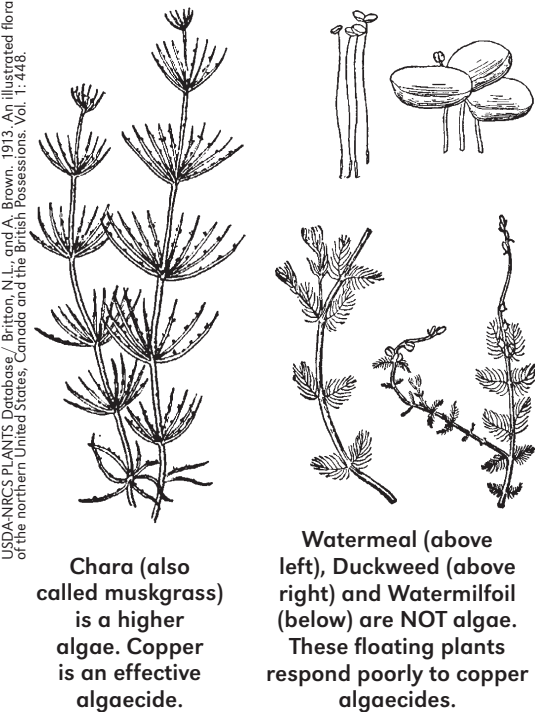 USDA-NRCS PLANTS Database / Britton, N.L., and A. Brown. 1913. An illustrated flora
of the northern United States, Canada and the British Possessions. Vol. 1: 448.
Chara (also
called muskgrass)
is a higher
algae. Copper
is an effective
algaecide.
Watermeal (above
left), Duckweed (above
right) and Watermilfoil
(below) are NOT algae.
These floating plants
respond poorly to copper
algaecides.